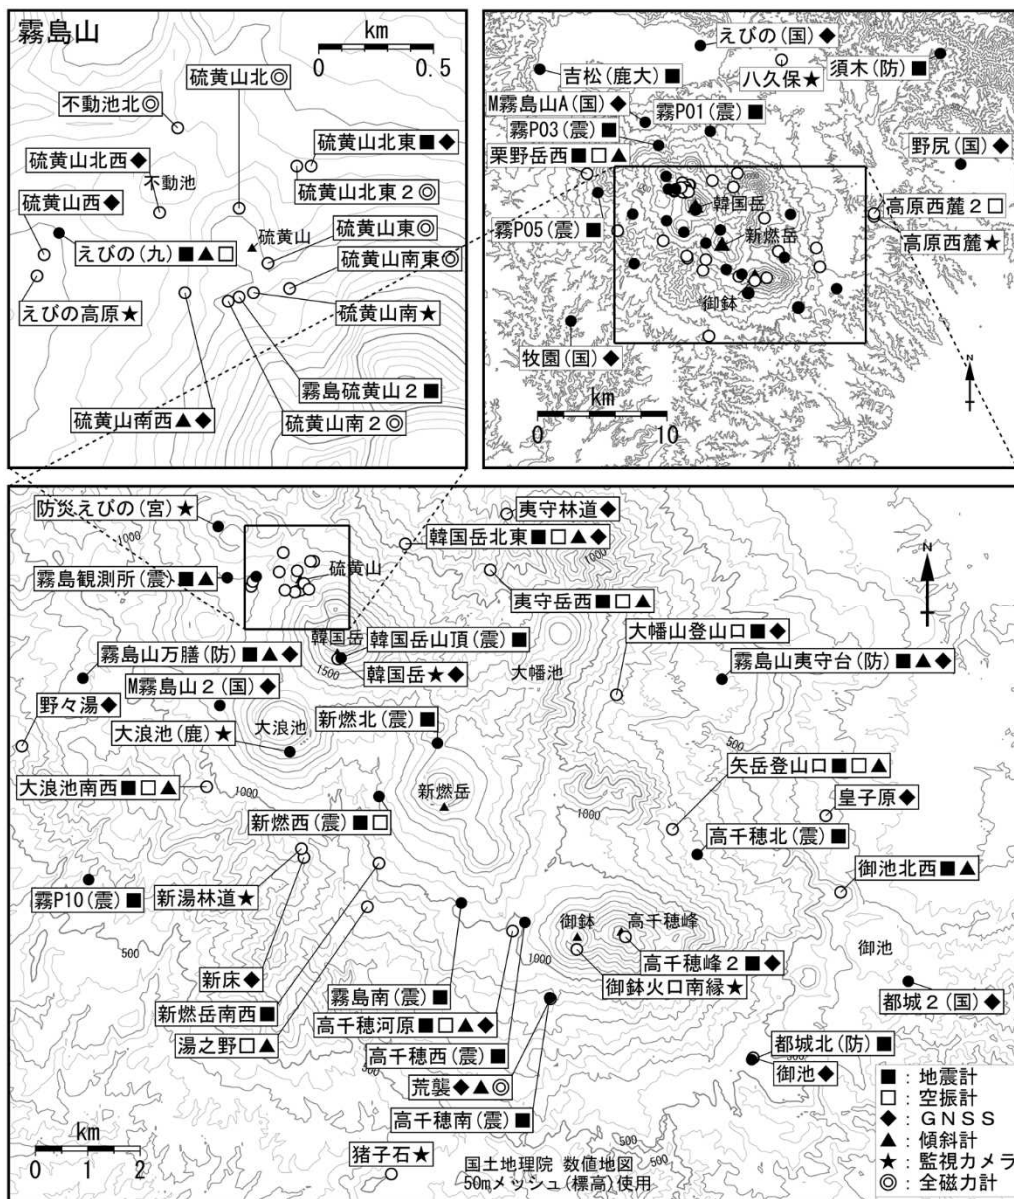 霧島山
km
0 0.5
硫黄山北◎
不動池北◎
硫黄山北東■◆
硫黄山北西◆
不動池
硫黄山北東2◎
硫黄山西◆
硫黄山
硫黄山東◎
えびの(九)■▲□
硫黄山南東◎
えびの高原★
硫黄山南★
霧島硫黄山2■
硫黄山南西▲◆
硫黄山南2◎
えびの(国)◆
吉松(鹿大)■
八久保★
須木(防)■
M霧島山A(国)◆
霧P01(震)■
霧P03(震)■
野尻(国)◆
栗野岳西■□▲
韓国岳
高原西麓2□
霧P05(震)■
新燃岳
高原西麓★
御鉢
牧園(国)◆
N
km
0 10
防災えびの(宮)★
1000
夷守林道◆
韓国岳北東■□▲◆
1000
N
霧島観測所(震)■▲
硫黄山
夷守岳西■□▲
韓国岳
韓国岳山頂(震)■
大幡山登山口■◆
霧島山万膳(防)■▲◆
1500
韓国岳★◆
大幡池
霧島山夷守台(防)■▲◆
M霧島山2(国)◆
野々湯◆
大浪池
新燃北(震)■
500
大浪池(鹿)★
矢岳登山口■□▲
大浪池南西■□▲
1000
新燃岳
皇子原◆
新燃西(震)■□
1000
高千穂北(震)■
御池北西■▲
霧P10(震)■
新湯林道★
御鉢
高千穂峰
500
500
1000
御池
新床◆
高千穂峰2■◆
霧島南(震)■
御鉢火口南縁★
新燃岳南西■
高千穂河原■□▲◆
都城2(国)◆
湯之野□▲
高千穂西(震)■
都城北(防)■
荒襲◆▲◎
御池◆
高千穂南(震)■
km
0 1 2
猪子石★
500
500
国土地理院 数値地図
50mメッシュ(標高)使用
■:地震計
□:空振計
◆:GNSS
▲:傾斜計
★:監視カメラ
◎:全磁力計